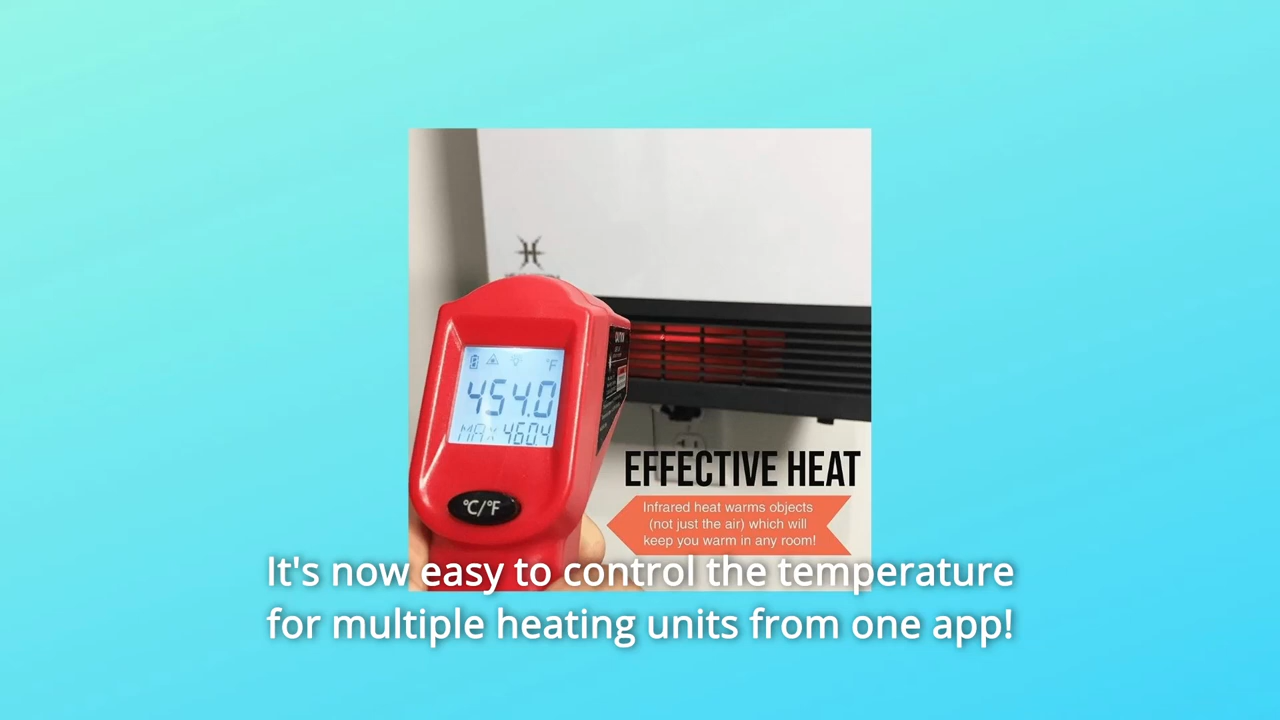 °F
454.0
MAX 460.4
°C/°F
CAUTION
EFFECTIVE HEAT
Infrared heat warms objects
(not just the air) which will
keep you warm in any room!
It's now easy to control the temperature
for multiple heating units from one app!